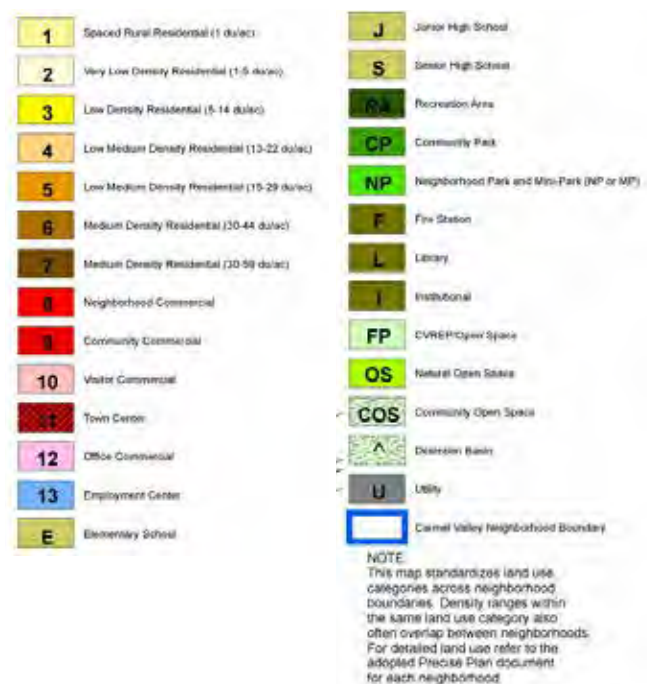 1 Spaced Rural Residential (1 du/ac)
2 Very Low Density Residential (1-5 du/ac)
3 Low Density Residential (5-14 du/ac)
4 Low Medium Density Residential (13-22 du/ac)
5 Low Medium Density Residential (15-29 du/ac)
6 Medium Density Residential (30-44 du/ac)
7 Medium Density Residential (30-59 du/ac)
8 Neighborhood Commercial
9 Community Commercial
10 Visitor Commercial
11 Town Center
12 Office Commercial
13 Employment Center
E Elementary School
J Junior High School
S Senior High School
RA Recreation Area
CP Community Park
NP Neighborhood Park and Mini-Park (NP or MP)
F Fire Station
L Library
I Institutional
FP CVREP/Open Space
OS Natural Open Space
COS Community Open Space
^ Desension Basin
U Utility
Carmel Valley Neighborhood Boundary
NOTE
This map standardizes land use
categories across neighborhood
boundaries. Density ranges within
the same land use category also
often overlap between neighborhoods.
For detailed land use refer to the
adopted Precise Plan document
for each neighborhood